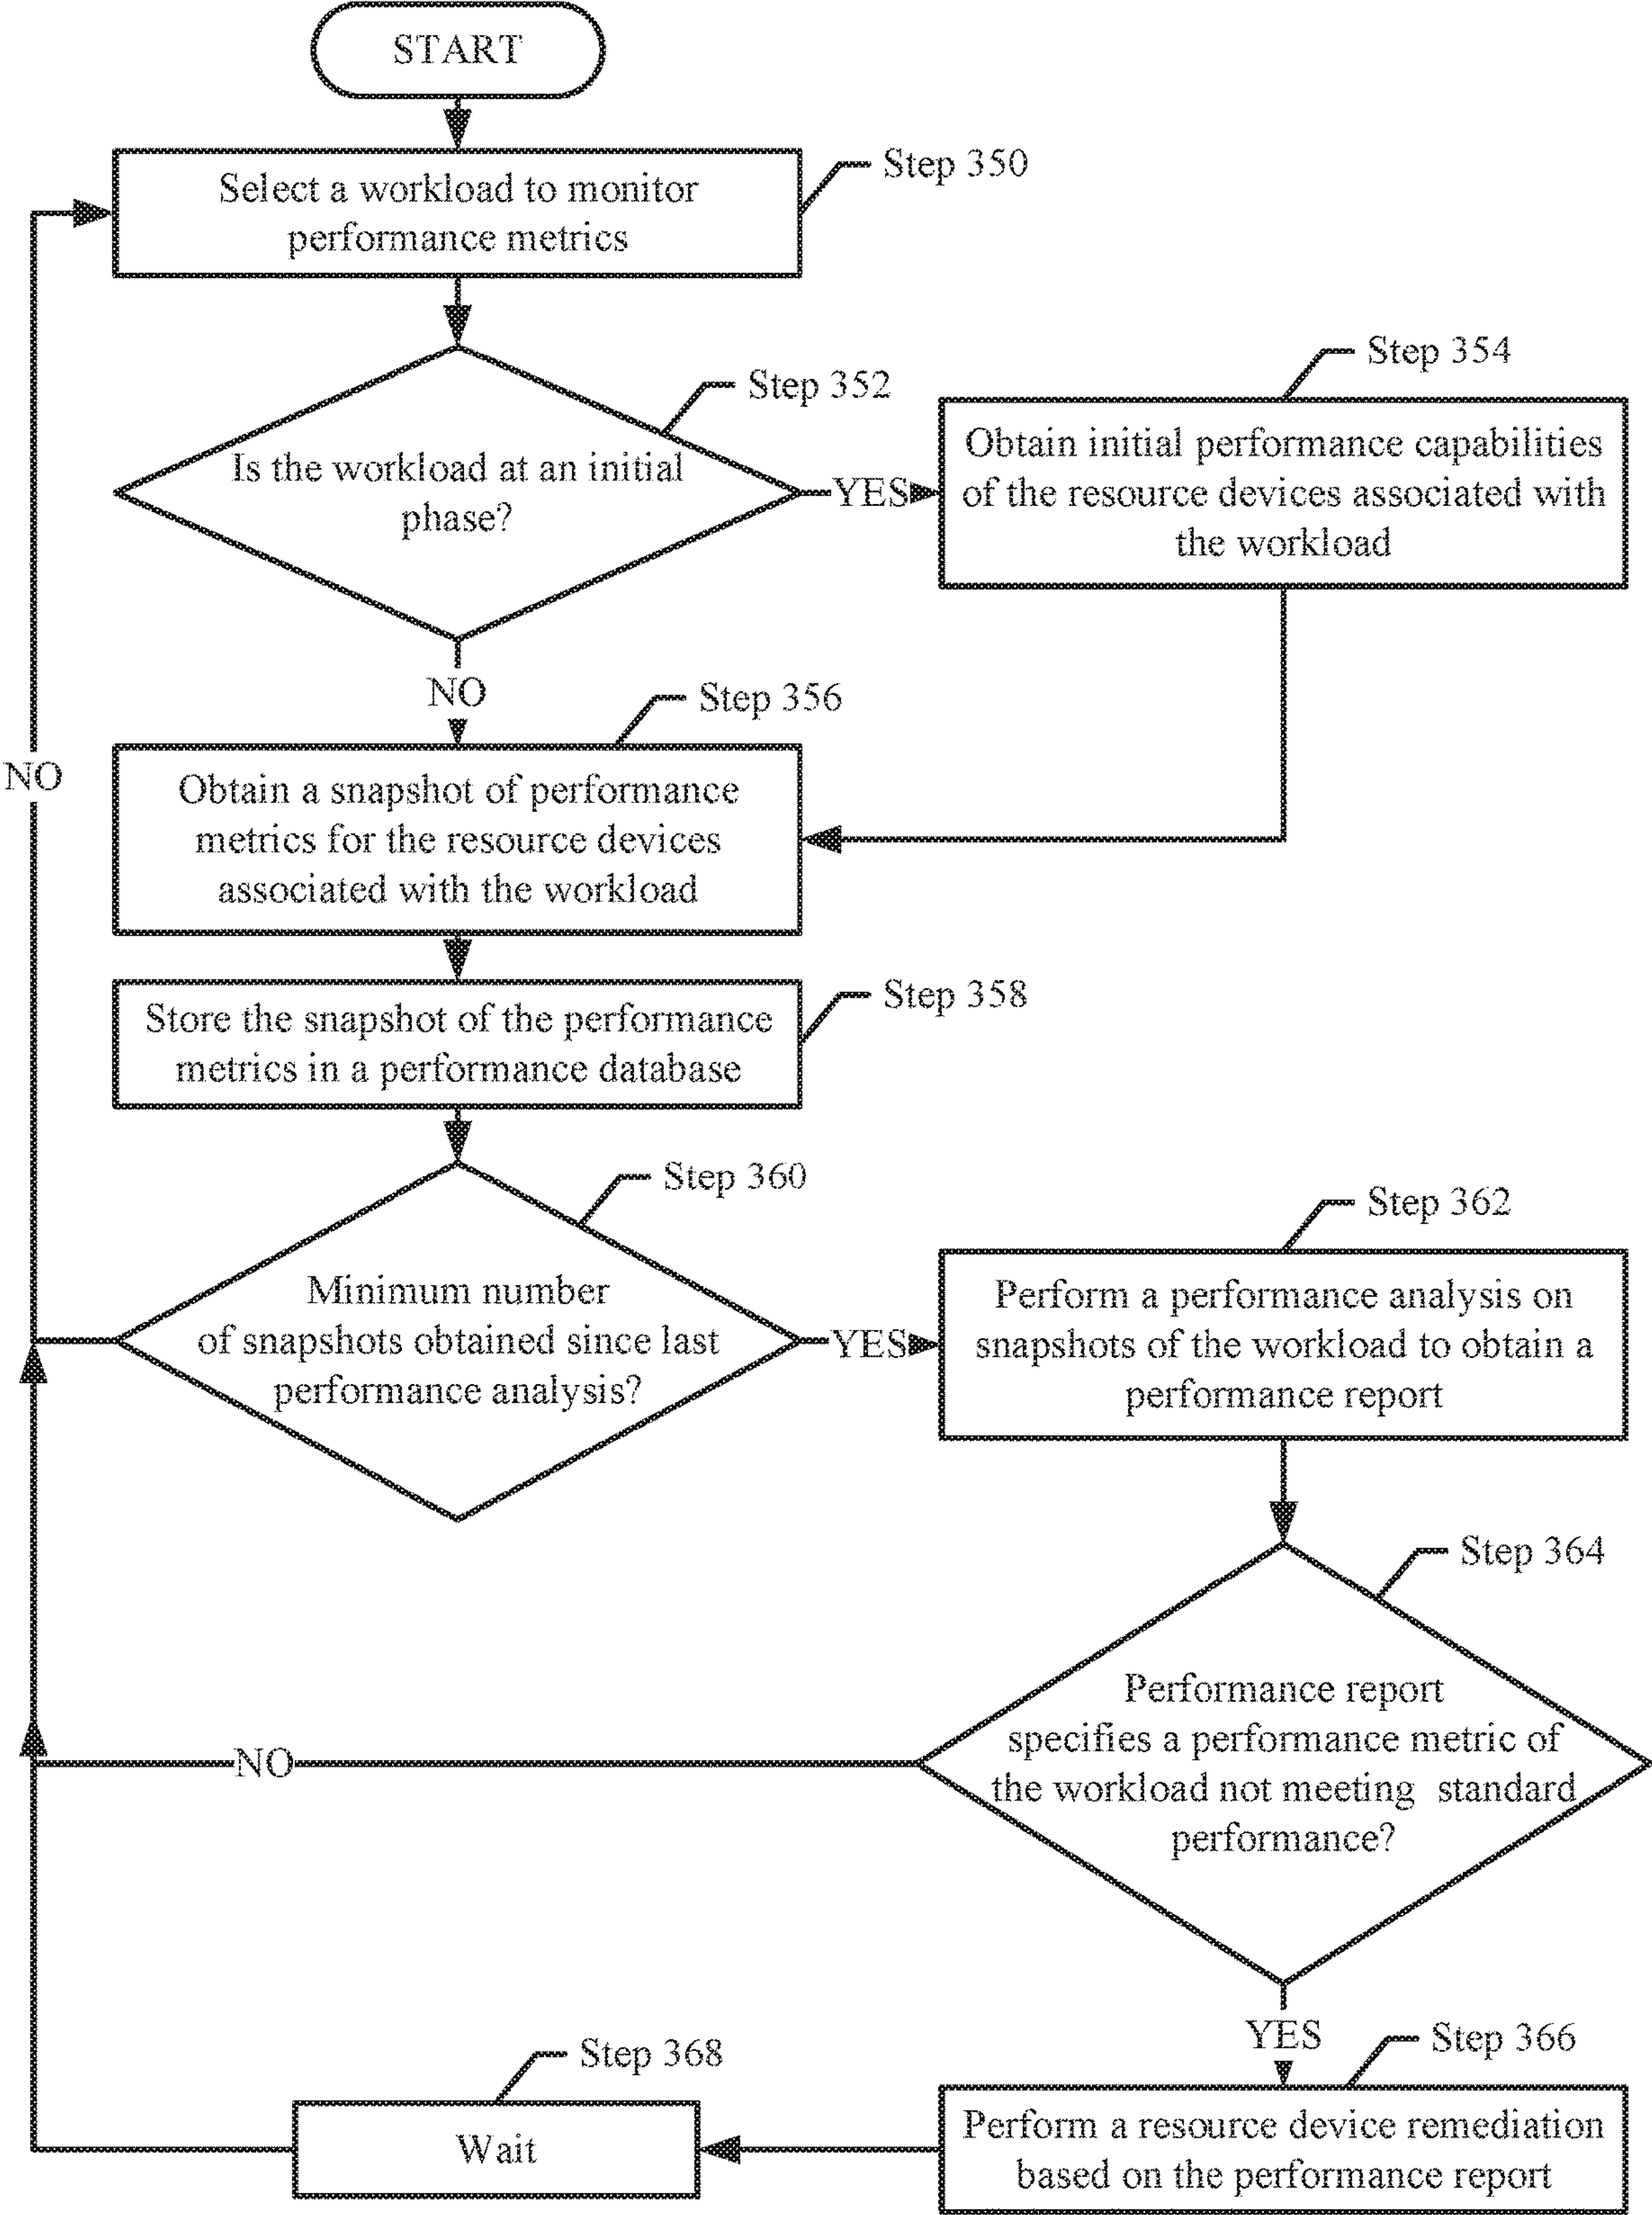 START
Step 350
Select a workload to monitor
performance metrics
Step 352
Is the workload at an initial
phase?
YES
Step 354
Obtain initial performance capabilities
of the resource devices associated with
the workload
NO
Step 356
Obtain a snapshot of performance
metrics for the resource devices
associated with the workload
NO
Step 358
Store the snapshot of the performance
metrics in a performance database
Step 360
Minimum number
of snapshots obtained since last
performance analysis?
YES
Step 362
Perform a performance analysis on
snapshots of the workload to obtain a
performance report
Step 364
Performance report
specifies a performance metric of
the workload not meeting standard
performance?
NO
YES
Step 366
Perform a resource device remediation
based on the performance report
Step 368
Wait